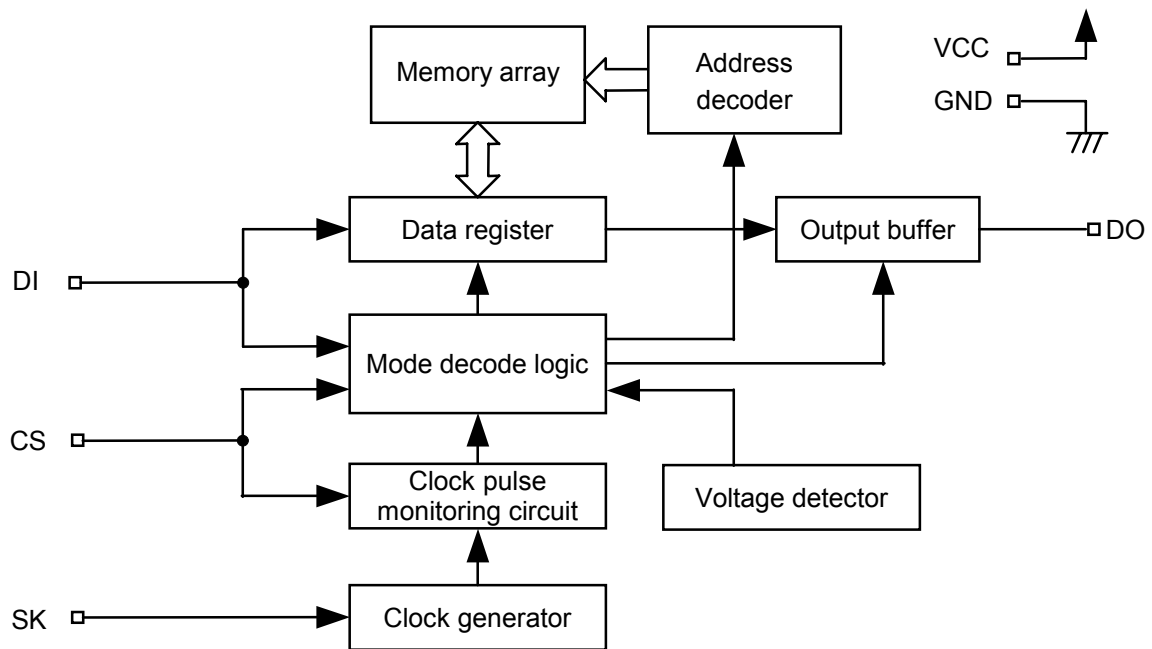 Memory array
Address
decoder
VCC
GND
Data register
Output buffer
DO
DI
Mode decode logic
CS
Clock pulse
monitoring circuit
Voltage detector
SK
Clock generator